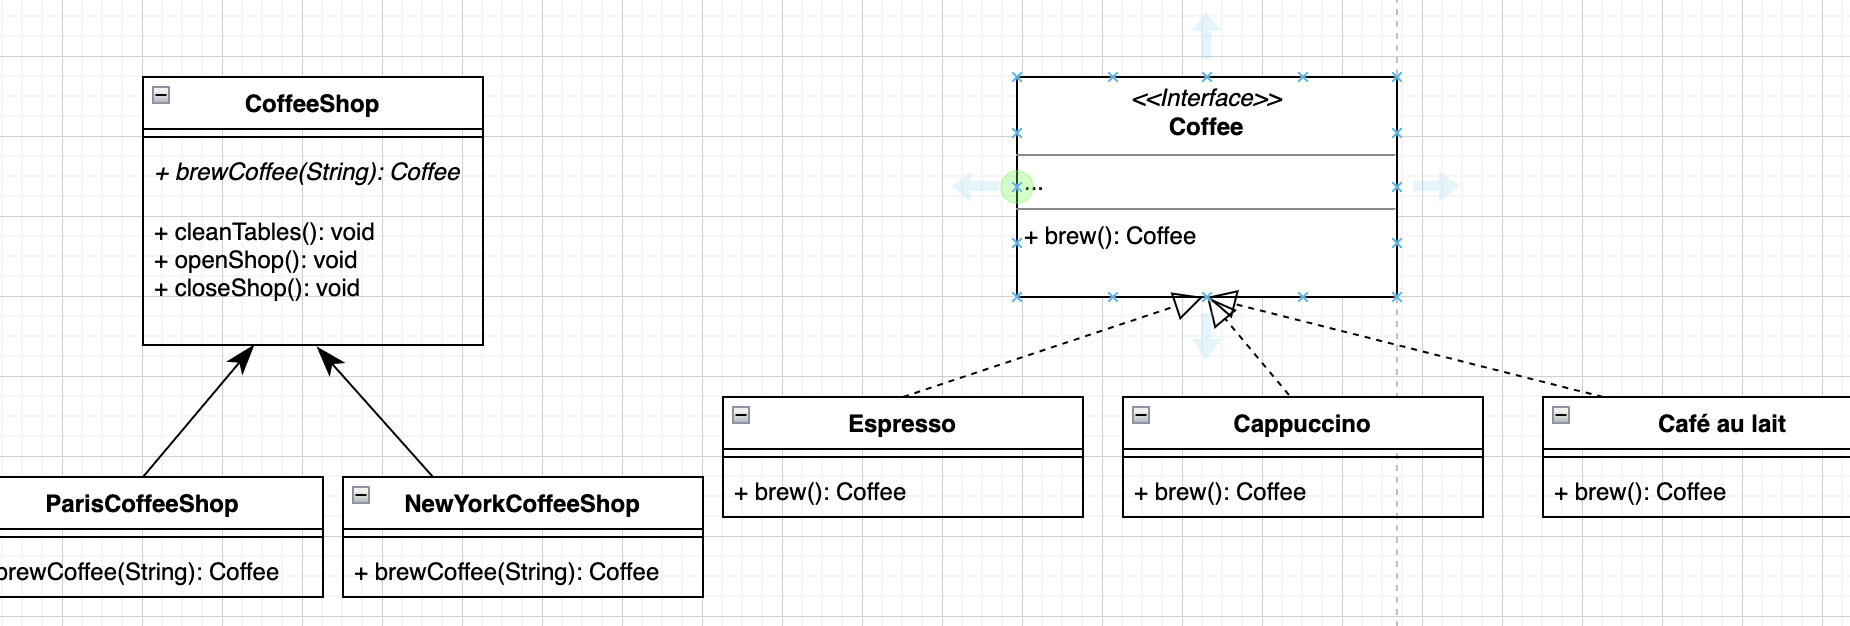 CoffeeShop
+ brewCoffee(String): Coffee
+ cleanTables(): void
+ openShop(): void
+ closeShop(): void
<<Interface>>
Coffee
...
+ brew(): Coffee
ParisCoffeeShop
brewCoffee(String): Coffee
NewYorkCoffeeShop
+ brewCoffee(String): Coffee
Espresso
+ brew(): Coffee
Cappuccino
+ brew(): Coffee
Café au lait
+ brew(): Coffee